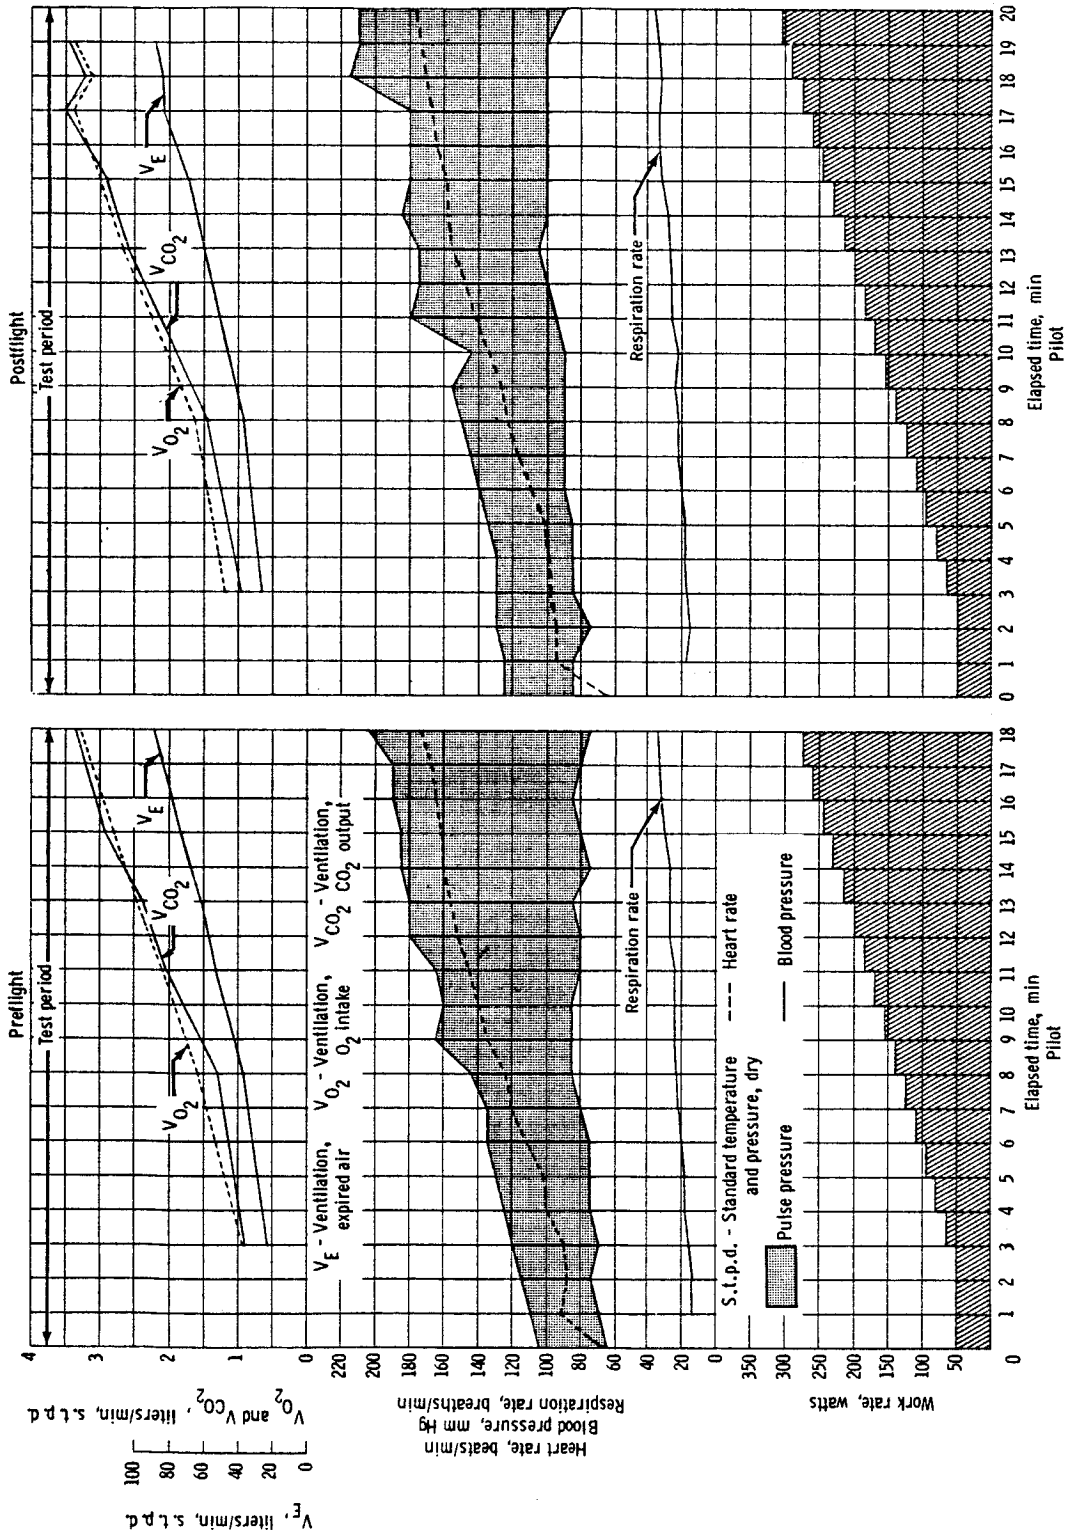 Preflight
Test period
Postflight
Test period
V_E, liters/min, s.t.p.d.
100
80
60
40
20
0
V_O2 and V_CO2, liters/min, s.t.p.d.
4
3
2
1
0
V_O2
V_CO2
V_E
V_O2
V_CO2
V_E
V_E - Ventilation, expired air
V_O2 - Ventilation, O2 intake
V_CO2 - Ventilation, CO2 output
Heart rate, beats/min
Blood pressure, mm Hg
Respiration rate, breaths/min
220
200
180
160
140
120
100
80
60
40
20
0
Respiration rate
Respiration rate
S.t.p.d. - Standard temperature and pressure, dry
Pulse pressure
Heart rate
Blood pressure
Work rate, watts
350
300
250
200
150
100
50
0
1 2 3 4 5 6 7 8 9 10 11 12 13 14 15 16 17 18
Elapsed time, min
Pilot
0 1 2 3 4 5 6 7 8 9 10 11 12 13 14 15 16 17 18 19 20
Elapsed time, min
Pilot